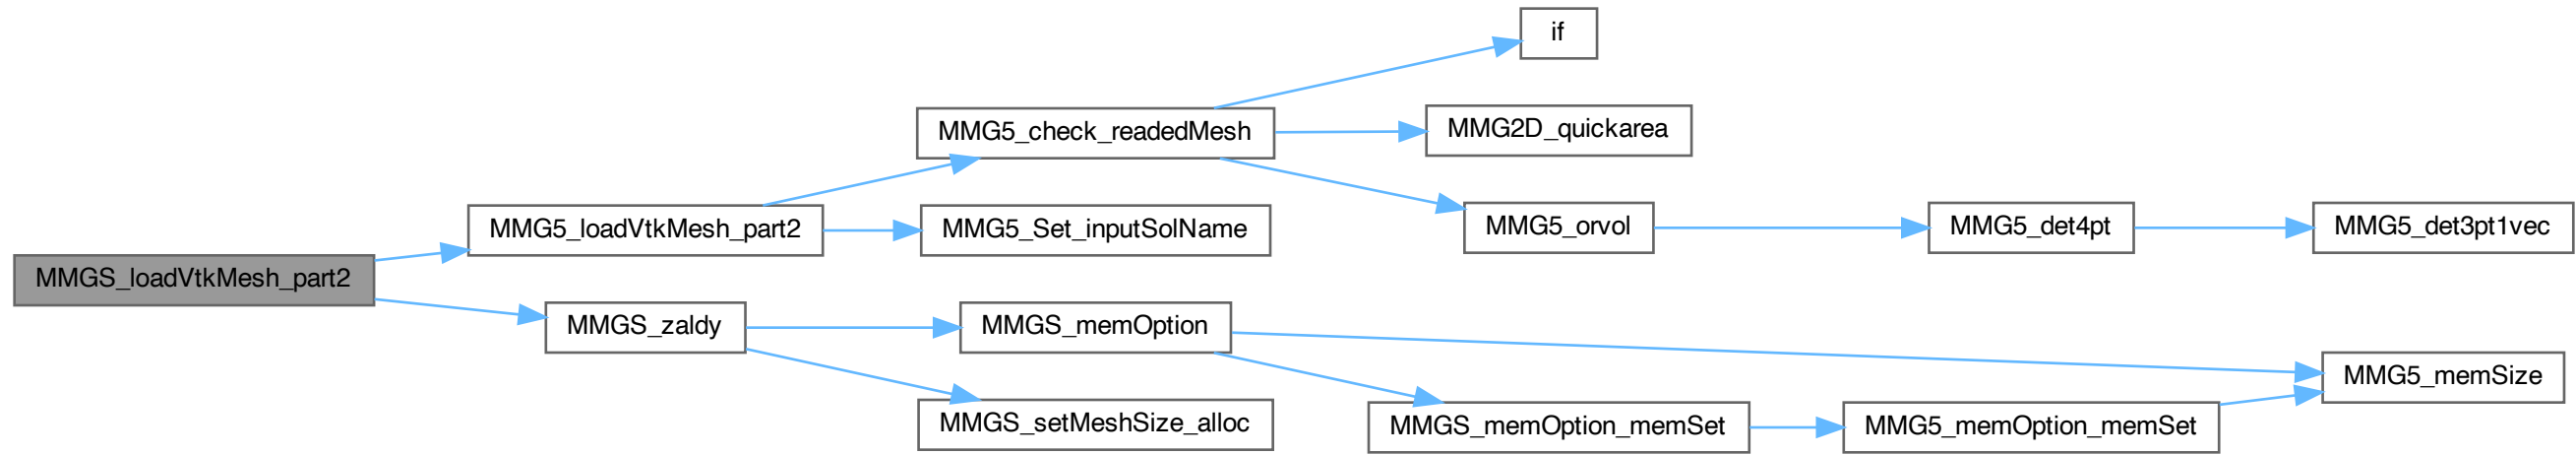 if
MMG5_check_readedMesh
MMG2D_quickarea
MMG5_loadVtkMesh_part2
MMG5_Set_inputSolName
MMG5_orvol
MMG5_det4pt
MMG5_det3pt1vec
MMGS_loadVtkMesh_part2
MMGS_zaldy
MMGS_memOption
MMG5_memSize
MMGS_setMeshSize_alloc
MMGS_memOption_memSet
MMG5_memOption_memSet